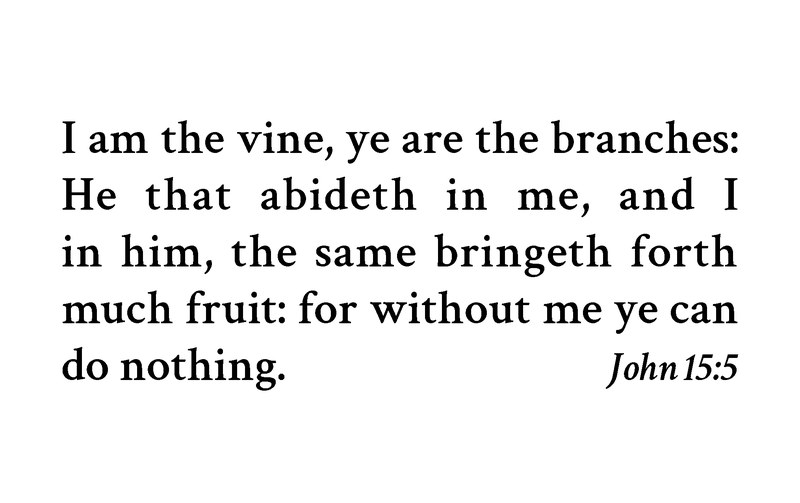 I am the vine, ye are the branches:
He that abideth in me, and I
in him, the same bringeth forth
much fruit: for without me ye can
do nothing. John 15:5